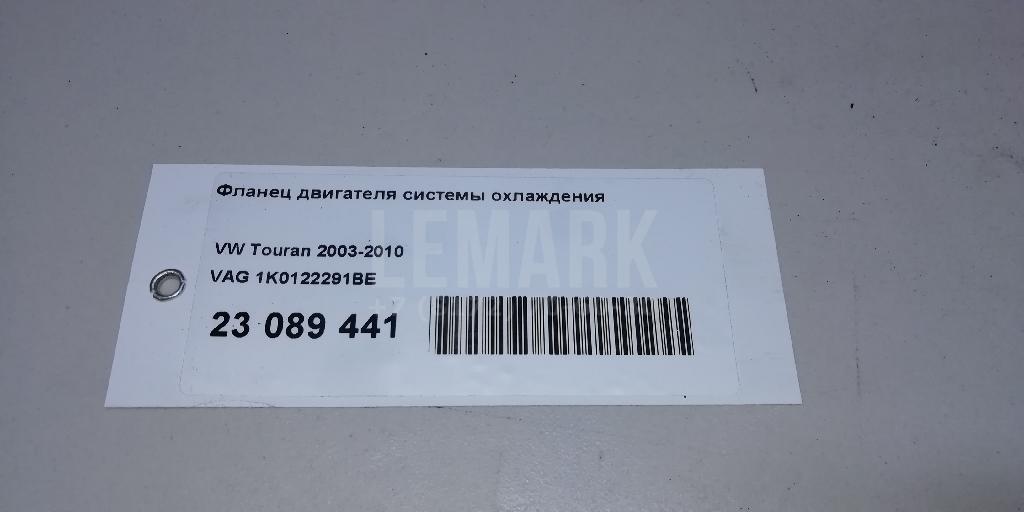 Фланец двигателя системы охлаждения
LEMARK
VW Touran 2003-2010
VAG 1K0122291BE
23 089 441